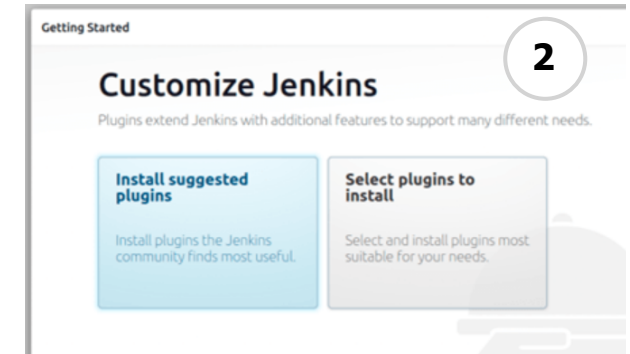 Getting Started
2
Customize Jenkins
Plugins extend Jenkins with additional features to support many different needs.
Install suggested
plugins
Install plugins the Jenkins
community finds most useful.
Select plugins to
install
Select and install plugins most
suitable for your needs.